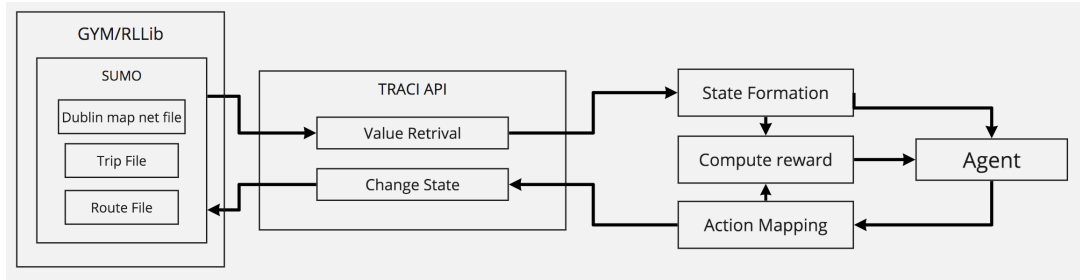 GYM/RLLib
SUMO
Dublin map net file
Trip File
Route File
TRACI API
Value Retrival
Change State
State Formation
Compute reward
Action Mapping
Agent